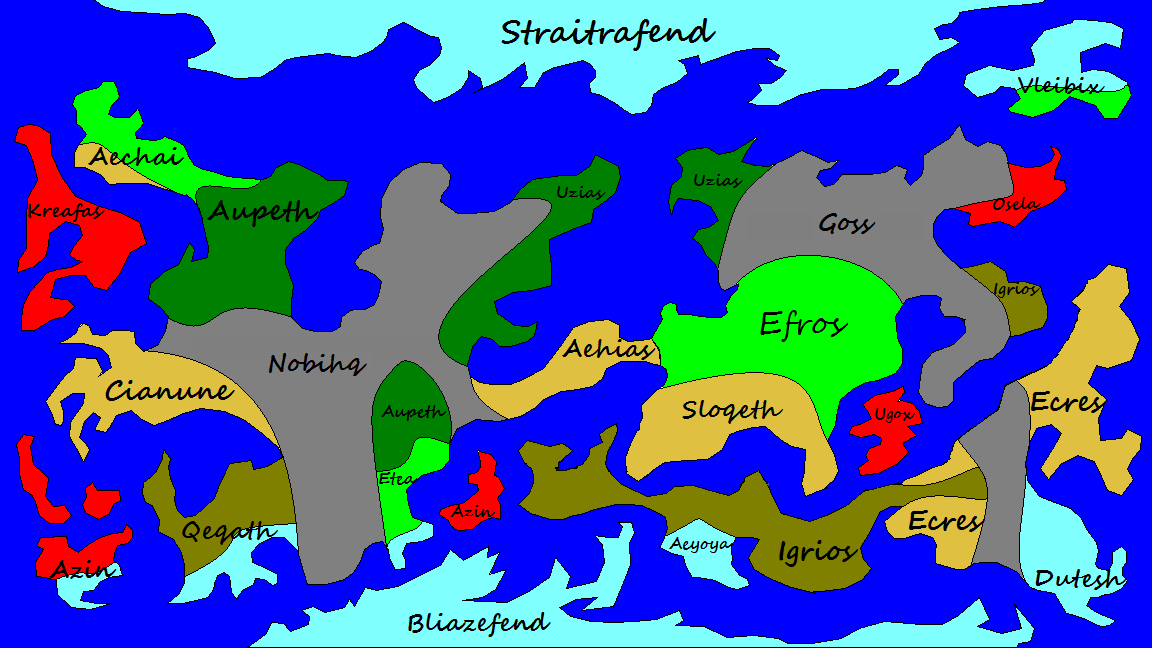 Straitrafend
Vleibix
Aechai
Kreafas
Aupeth
Uzias
Uzias
Goss
Osela
Igrios
Efros
Nobihq
Aehias
Cianune
Aupeth
Sloqeth
Ugox
Ecres
Etea
Azin
Qeqath
Azin
Aeyoya
Igrios
Ecres
Dutesh
Bliazefend